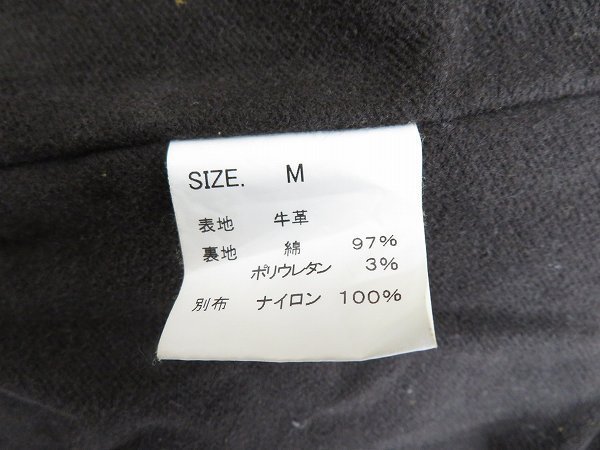 SIZE. M
表地 牛革
裏地 綿 97%
ポリウレタン 3%
別布 ナイロン 100%